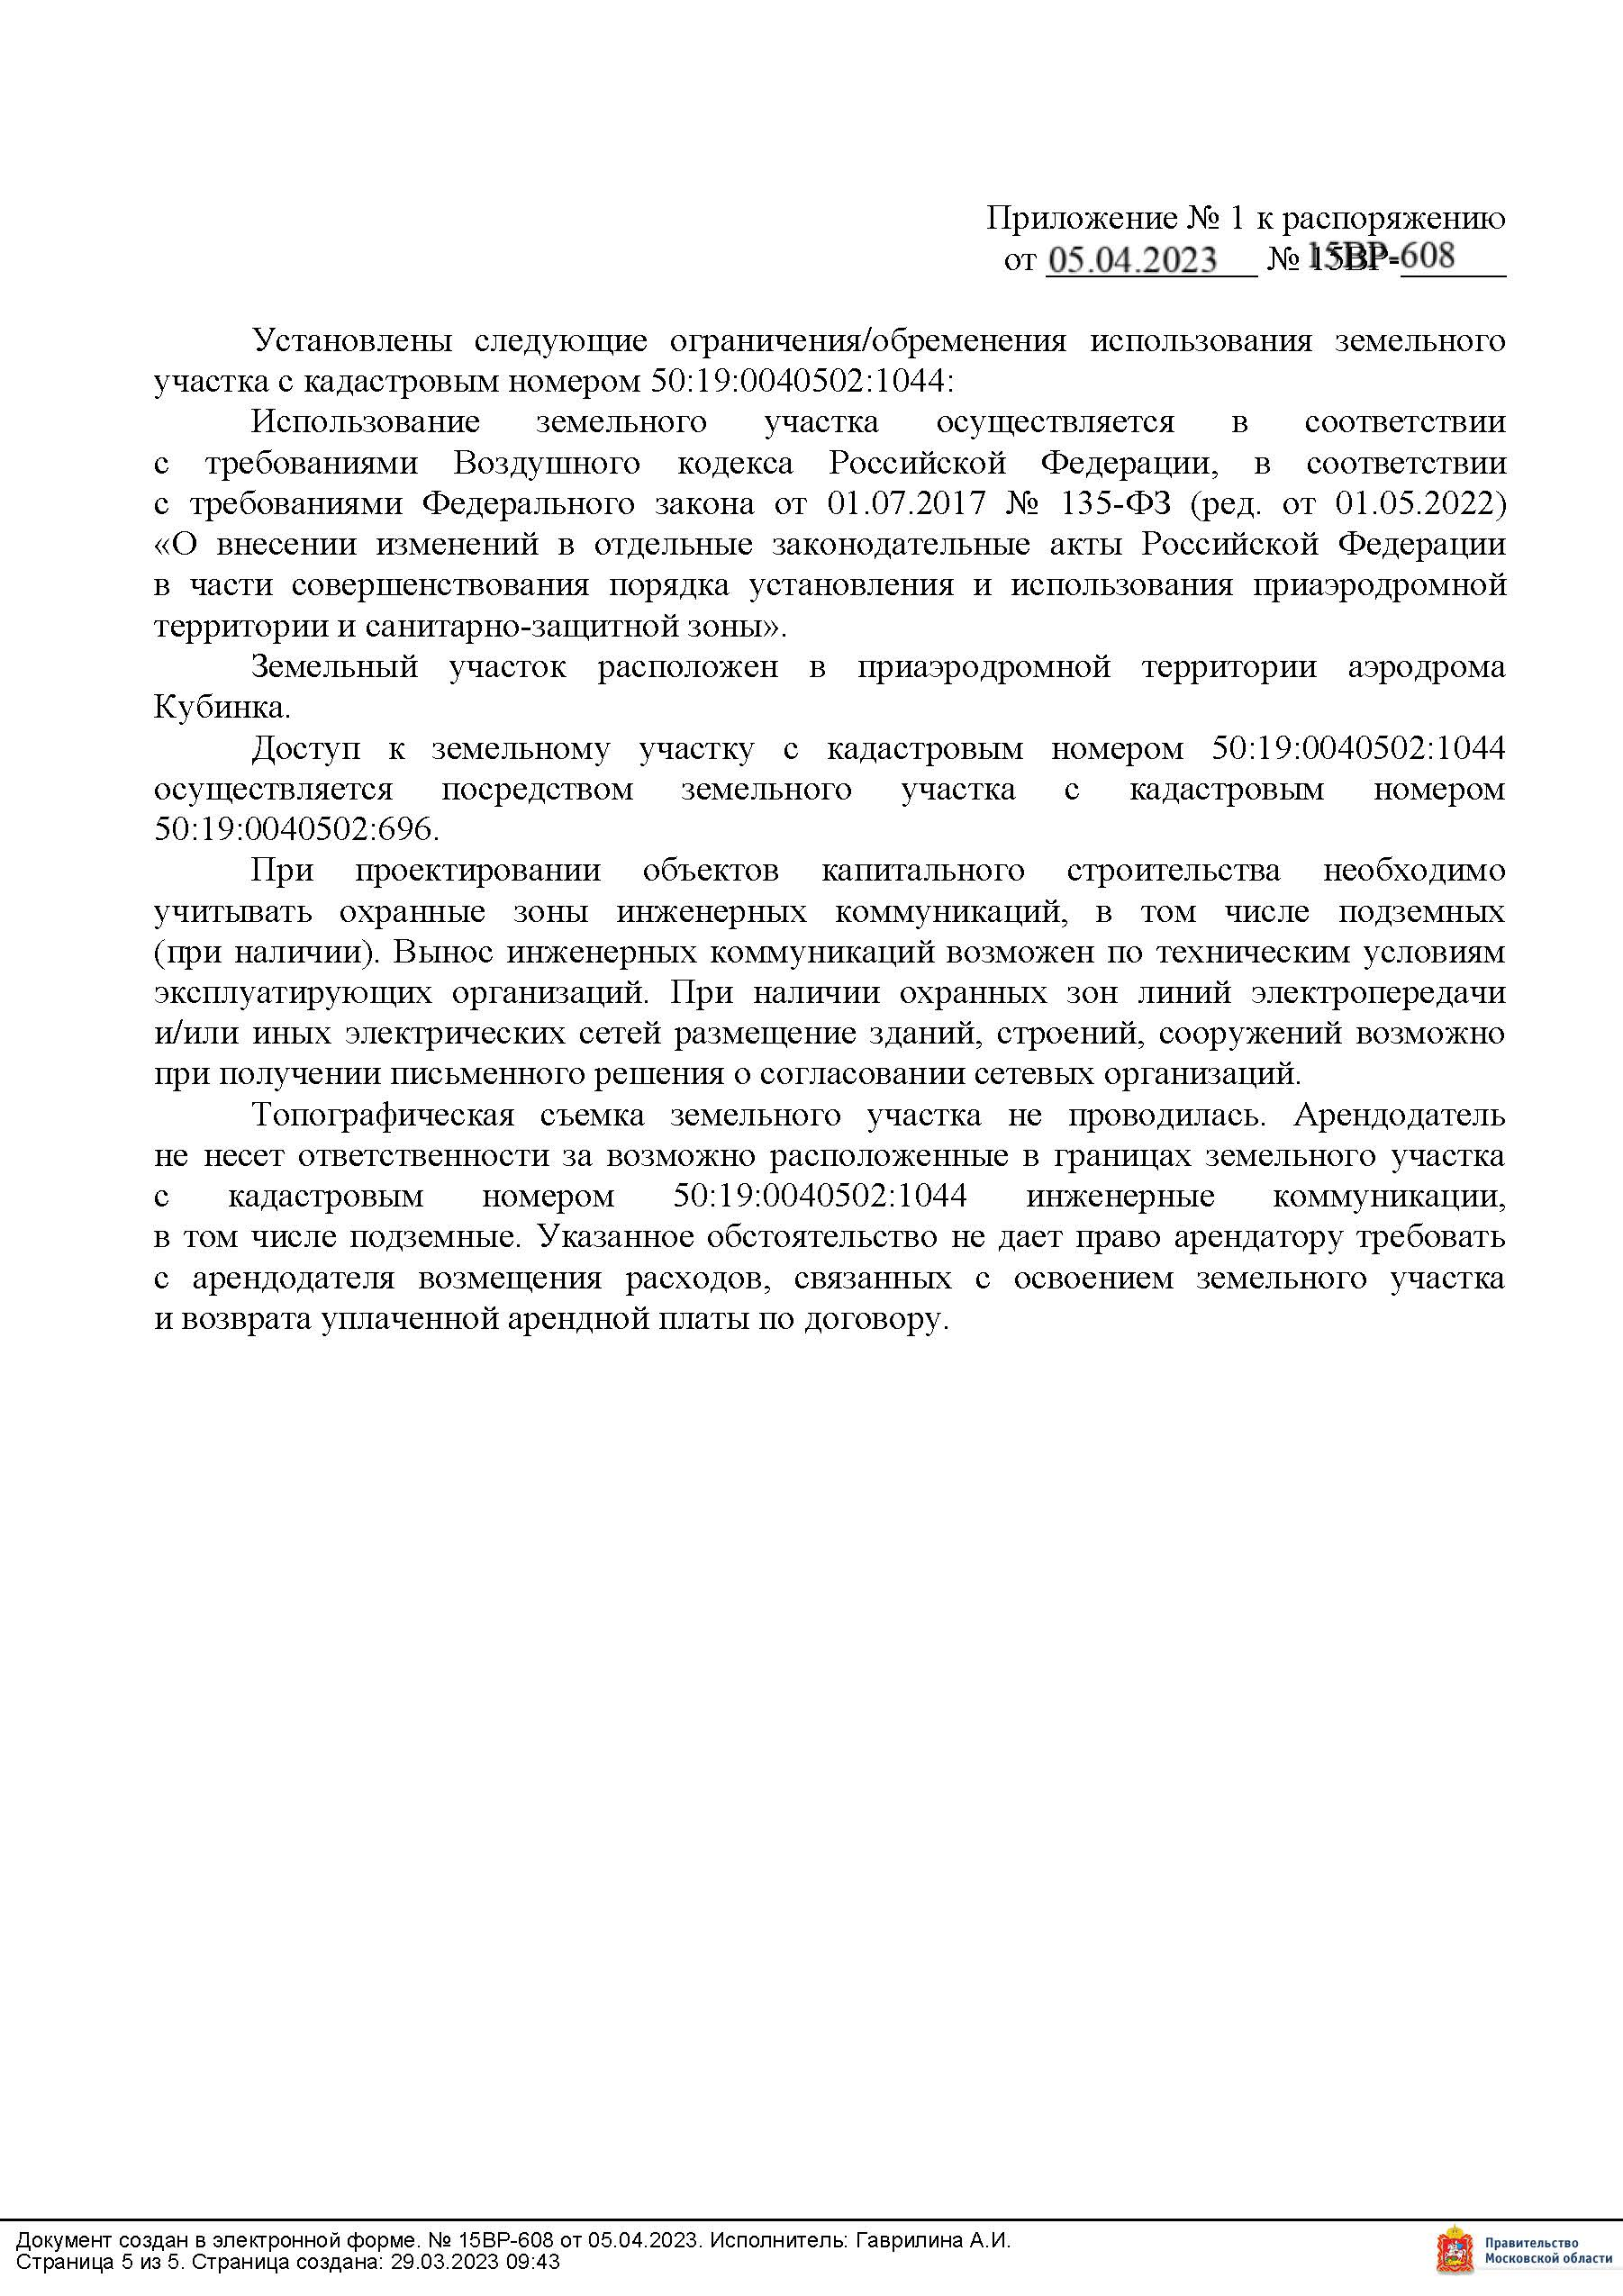 Приложение № 1 к распоряжению
от 05.04.2023 № 15ВР-608
Установлены следующие ограничения/обременения использования земельного
участка с кадастровым номером 50:19:0040502:1044:
Использование земельного участка осуществляется в соответствии
с требованиями Воздушного кодекса Российской Федерации, в соответствии
с требованиями Федерального закона от 01.07.2017 № 135-ФЗ (ред. от 01.05.2022)
«О внесении изменений в отдельные законодательные акты Российской Федерации
в части совершенствования порядка установления и использования приаэродромной
территории и санитарно-защитной зоны».
Земельный участок расположен в приаэродромной территории аэродрома
Кубинка.
Доступ к земельному участку с кадастровым номером 50:19:0040502:1044
осуществляется посредством земельного участка с кадастровым номером
50:19:0040502:696.
При проектировании объектов капитального строительства необходимо
учитывать охранные зоны инженерных коммуникаций, в том числе подземных
(при наличии). Вынос инженерных коммуникаций возможен по техническим условиям
эксплуатирующих организаций. При наличии охранных зон линий электропередачи
и/или иных электрических сетей размещение зданий, строений, сооружений возможно
при получении письменного решения о согласовании сетевых организаций.
Топографическая съемка земельного участка не проводилась. Арендодатель
не несет ответственности за возможно расположенные в границах земельного участка
с кадастровым номером 50:19:0040502:1044 инженерные коммуникации,
в том числе подземные. Указанное обстоятельство не дает право арендатору требовать
с арендодателя возмещения расходов, связанных с освоением земельного участка
и возврата уплаченной арендной платы по договору.
Документ создан в электронной форме. № 15ВР-608 от 05.04.2023. Исполнитель: Гаврилина А.И.
Страница 5 из 5. Страница создана: 29.03.2023 09:43
Правительство
Московской области